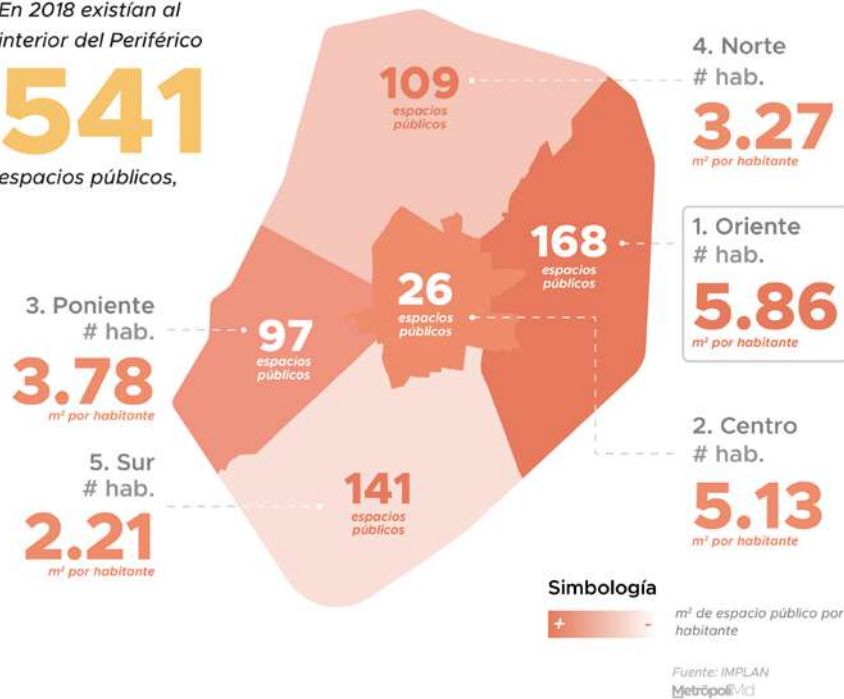 En 2018 existían al
interior del Periférico
541
espacios públicos,
109
espacios
públicos
4. Norte
# hab.
3.27
m² por habitante
168
espacios
públicos
1. Oriente
# hab.
5.86
m² por habitante
26
espacios
públicos
3. Poniente
# hab.
3.78
m² por habitante
97
espacios
públicos
2. Centro
# hab.
5.13
m² por habitante
5. Sur
# hab.
2.21
m² por habitante
141
espacios
públicos
Simbología
+ -
m² de espacio público por
habitante
Fuente: IMPLAN
MetrópoliMid